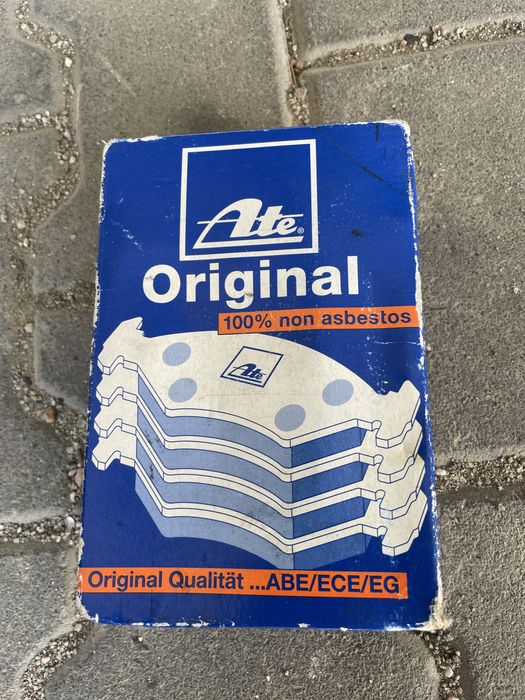 Ate®
Original
100% non asbestos
Ate
Original Qualität ...ABE/ECE/EG